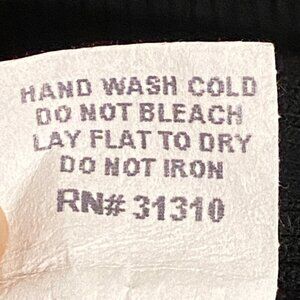 HAND WASH COLD
DO NOT BLEACH
LAY FLAT TO DRY
DO NOT IRON
RN# 31310